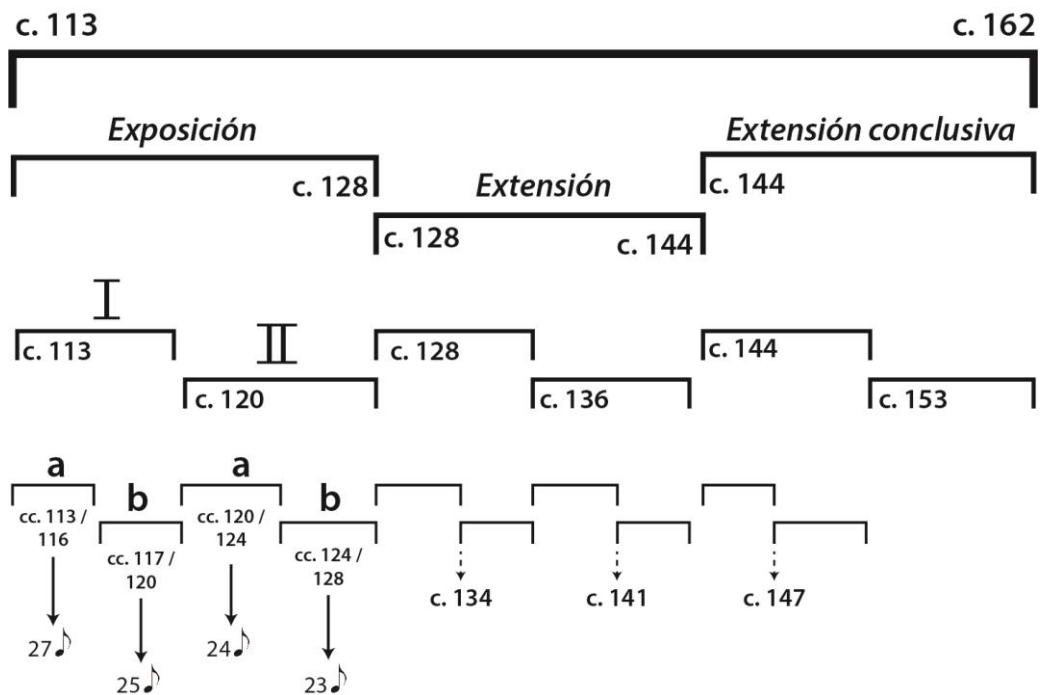 c. 113 c. 162
Exposición Extensión conclusiva
c. 128 Extensión c. 144
c. 128 c. 144
I
II
c. 113 c. 128 c. 144
c. 120 c. 136 c. 153
a a
b b
cc. 113 / cc. 120 /
116 124
cc. 117 / cc. 124 /
120 128
c. 134 c. 141 c. 147
27♪ 24♪
25♪ 23♪